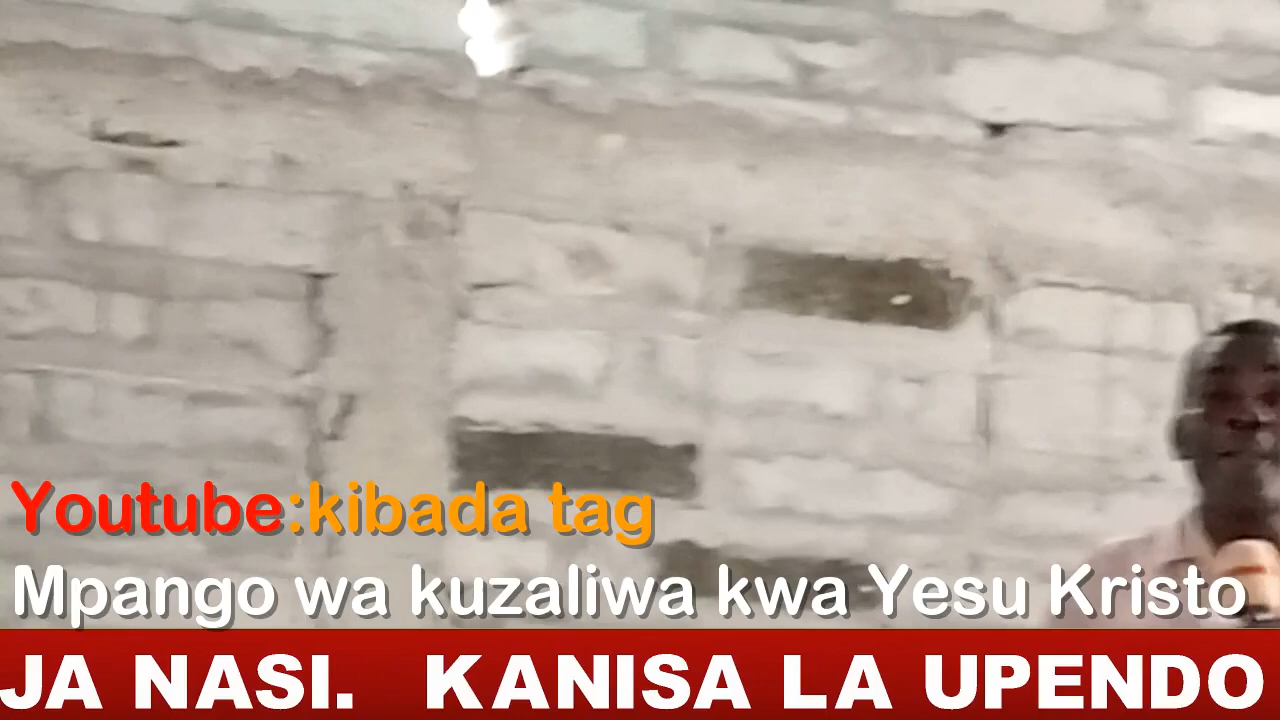 Youtube:kibada tag
Mpango wa kuzaliwa kwa Yesu Kristo
JA NASI. KANISA LA UPENDO